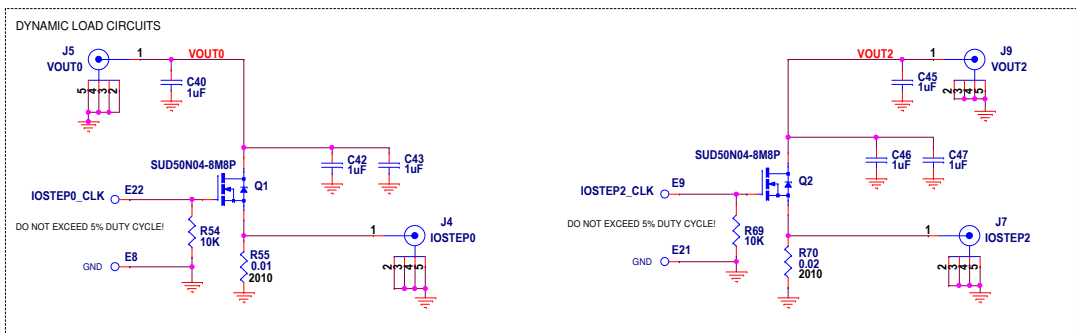 DYNAMIC LOAD CIRCUITS
J5
VOUT0
1
VOUT0
5
4
3
2
C40
1uF
SUD50N04-8M8P
Q1
C42
1uF
C43
1uF
IOSTEP0_CLK
E22
DO NOT EXCEED 5% DUTY CYCLE!
R54
10K
GND
E8
R55
0.01
2010
1
J4
IOSTEP0
2
3
4
5
VOUT2
1
J9
VOUT2
2
3
4
5
C45
1uF
SUD50N04-8M8P
Q2
C46
1uF
C47
1uF
IOSTEP2_CLK
E9
DO NOT EXCEED 5% DUTY CYCLE!
R69
10K
GND
E21
R70
0.02
2010
1
J7
IOSTEP2
2
3
4
5